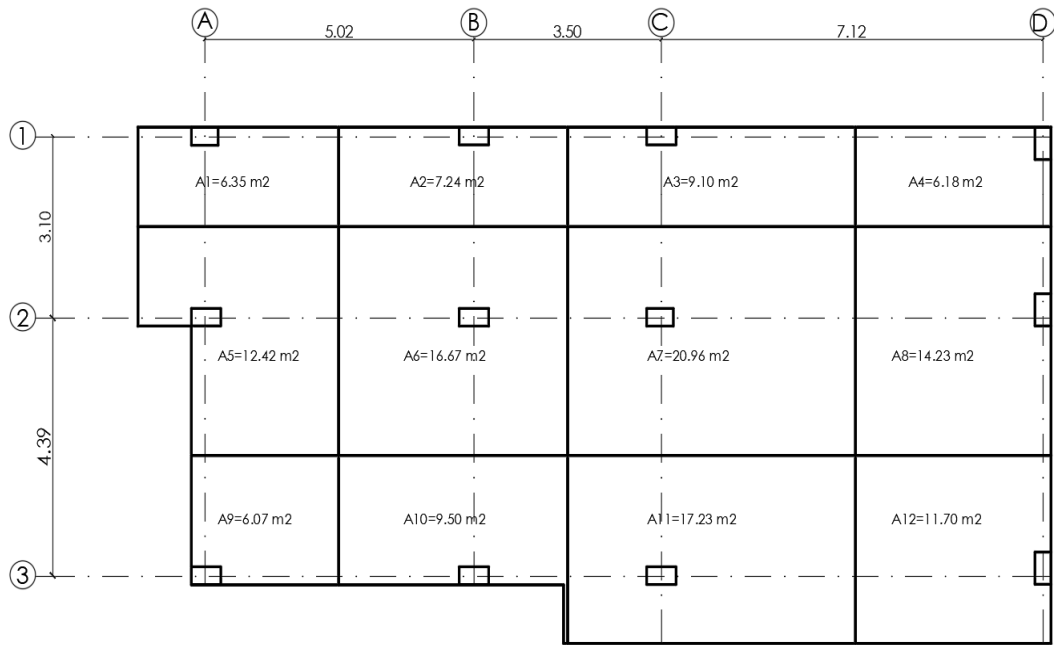 A B C D
5.02 3.50 7.12
1
A1=6.35 m2 A2=7.24 m2 A3=9.10 m2 A4=6.18 m2
3.10
2
A5=12.42 m2 A6=16.67 m2 A7=20.96 m2 A8=14.23 m2
4.39
A9=6.07 m2 A10=9.50 m2 A11=17.23 m2 A12=11.70 m2
3